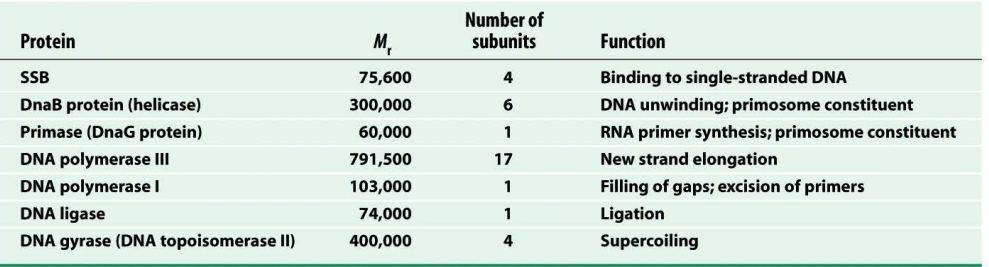 Protein M_r Number of subunits Function
SSB 75,600 4 Binding to single-stranded DNA
DnaB protein (helicase) 300,000 6 DNA unwinding; primosome constituent
Primase (DnaG protein) 60,000 1 RNA primer synthesis; primosome constituent
DNA polymerase III 791,500 17 New strand elongation
DNA polymerase I 103,000 1 Filling of gaps; excision of primers
DNA ligase 74,000 1 Ligation
DNA gyrase (DNA topoisomerase II) 400,000 4 Supercoiling